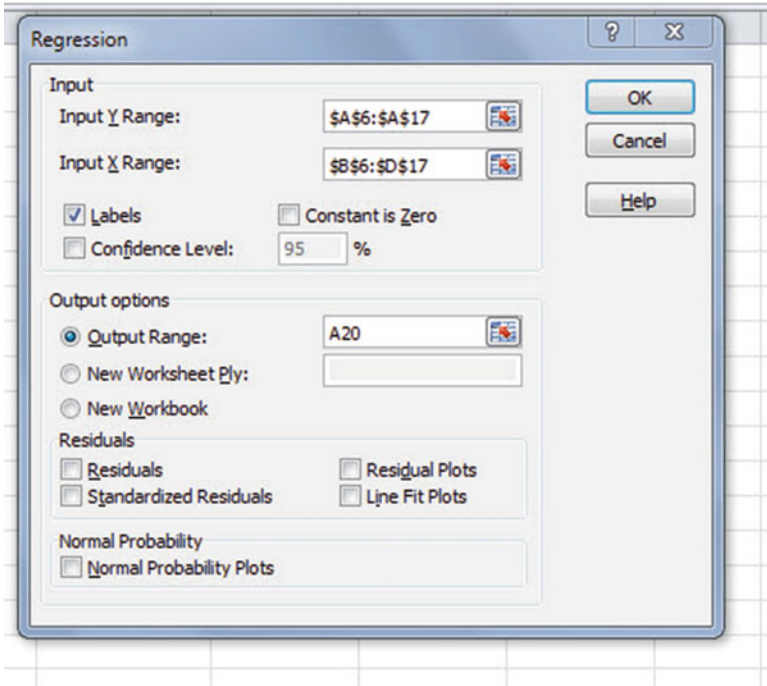 Regression
Input
Input Y Range: $A$6:$A$17
Input X Range: $B$6:$D$17
Labels Constant is Zero
Confidence Level: 95 %
OK
Cancel
Help
Output options
Output Range: A20
New Worksheet Ply:
New Workbook
Residuals
Residuals Residual Plots
Standardized Residuals Line Fit Plots
Normal Probability
Normal Probability Plots